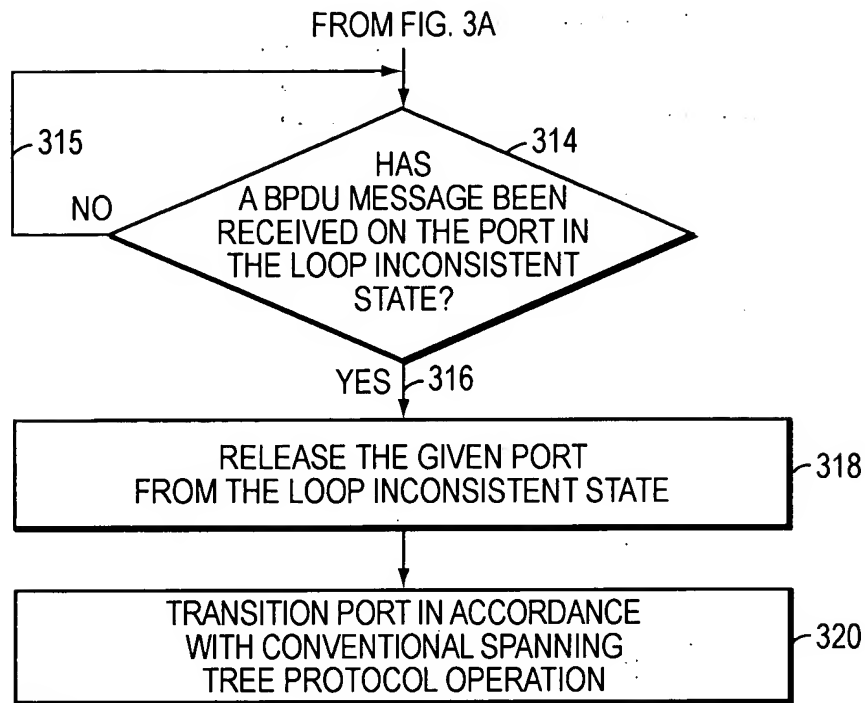 FROM FIG. 3A
315
314
HAS
A BPDU MESSAGE BEEN
RECEIVED ON THE PORT IN
THE LOOP INCONSISTENT
STATE?
NO
YES
316
RELEASE THE GIVEN PORT
FROM THE LOOP INCONSISTENT STATE
318
TRANSITION PORT IN ACCORDANCE
WITH CONVENTIONAL SPANNING
TREE PROTOCOL OPERATION
320